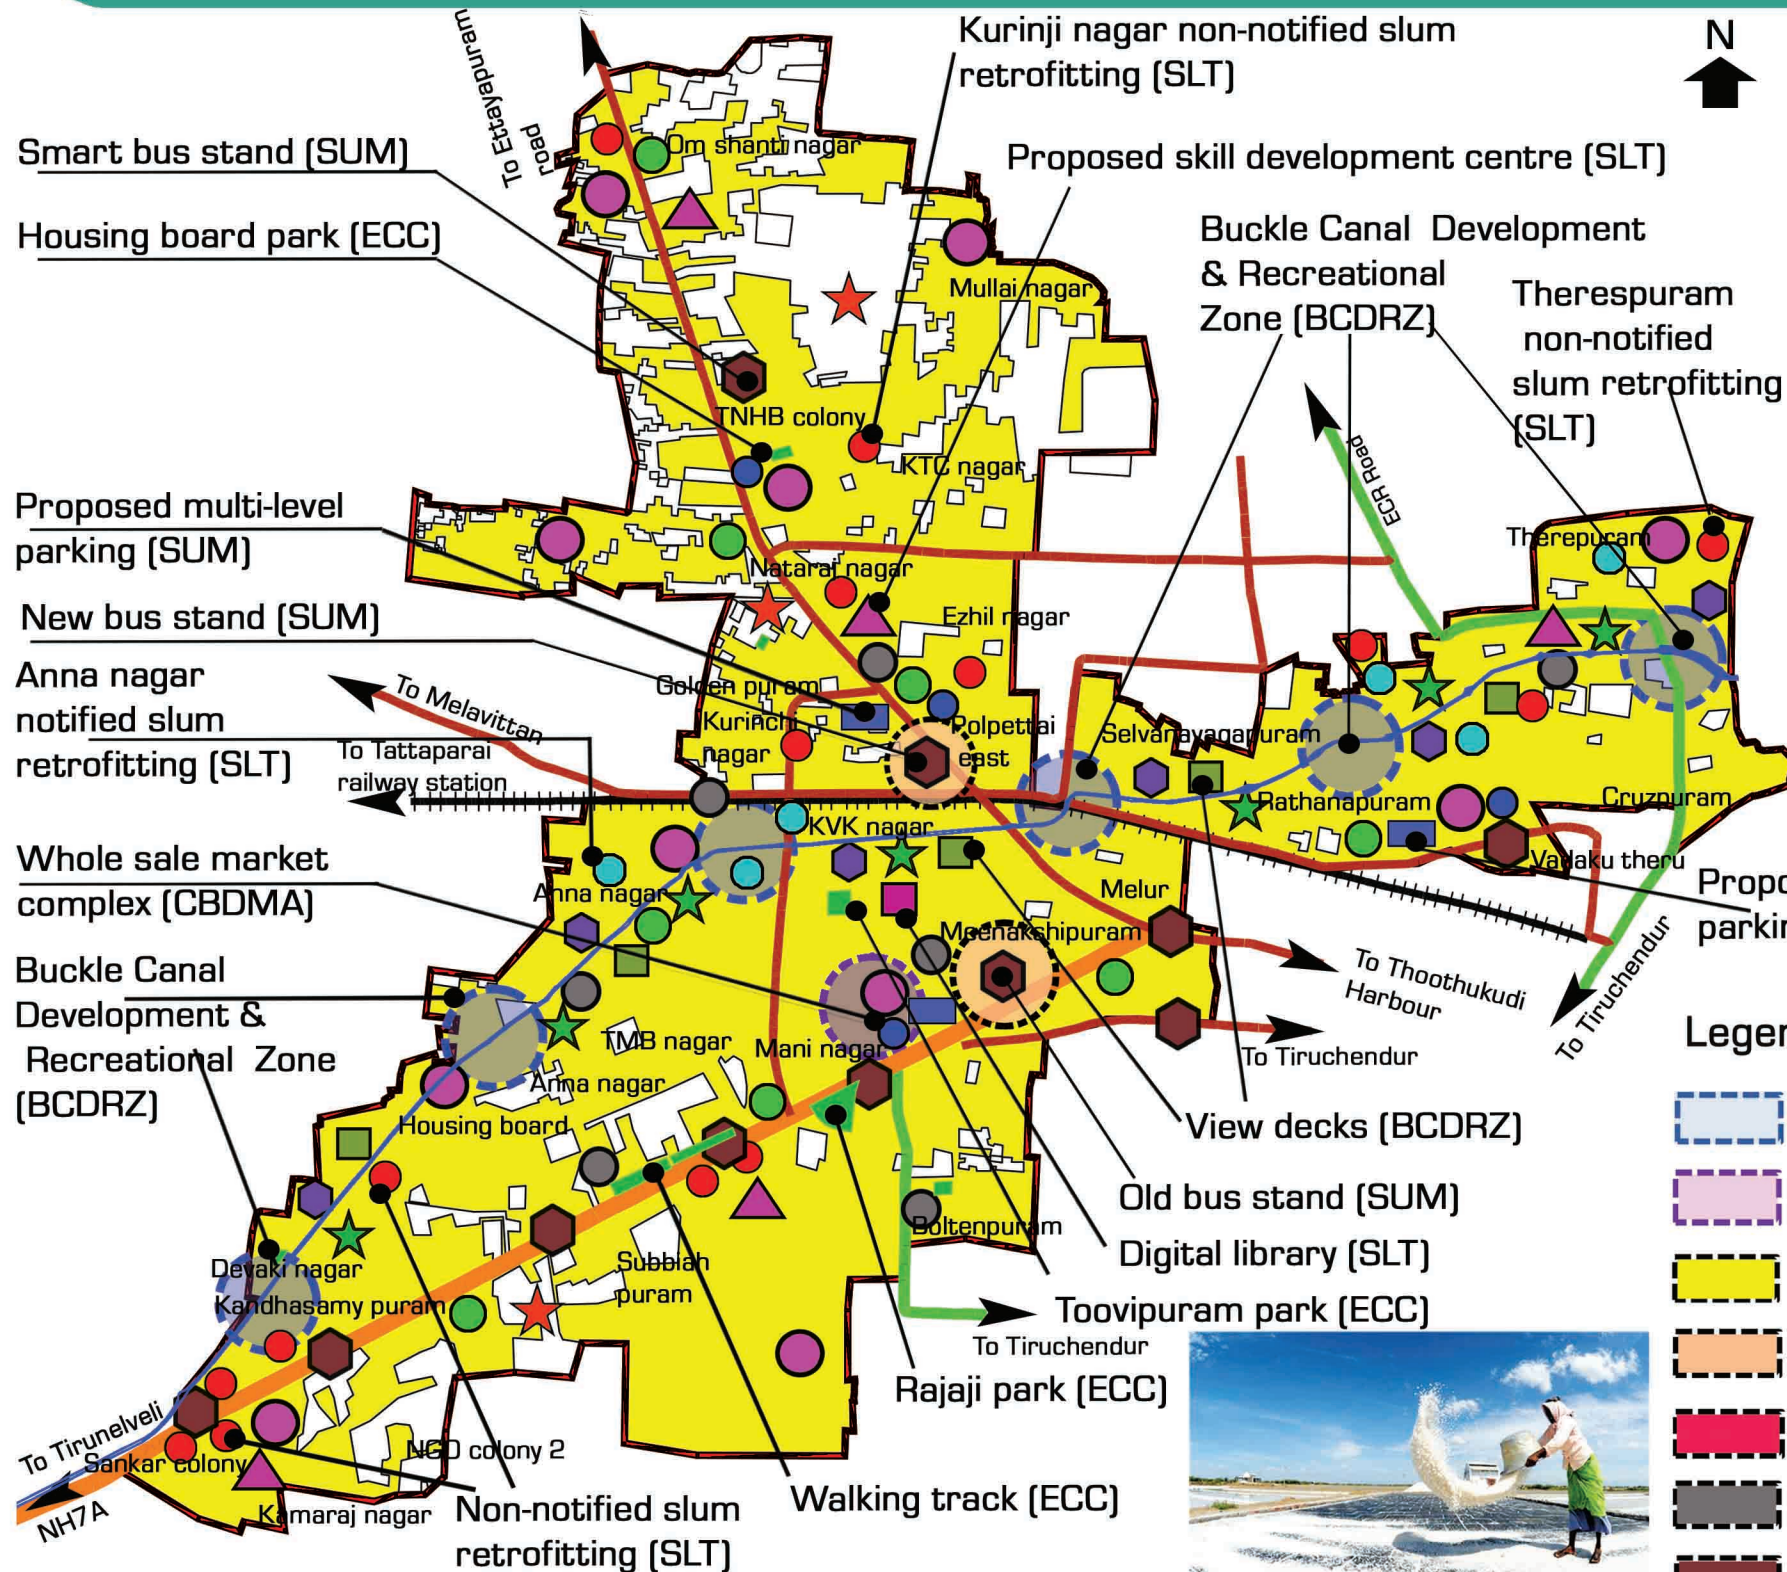 To Ettayapuram
road
Kurinji nagar non-notified slum
retrofitting (SLT)
N
Smart bus stand (SUM)
Om shanti nagar
Proposed skill development centre (SLT)
Housing board park (ECC)
Buckle Canal Development
& Recreational
Zone (BCDRZ)
Mullai nagar
Therespuram
non-notified
slum retrofitting
(SLT)
TNHB colony
KTC nagar
ECR Road
Proposed multi-level
parking (SUM)
Therepuram
Nataraj nagar
New bus stand (SUM)
Ezhil nagar
Anna nagar
notified slum
retrofitting (SLT)
To Melavittan
Golden puram
Kurinchi
nagar
Polpettai
east
Selvanayagapuram
To Tattaparai
railway station
Rathanapuram
Cruzpuram
KVK nagar
Whole sale market
complex (CBDMA)
Vadaku theru
Anna nagar
Melur
Propo
parkin
Meenakshipuram
Buckle Canal
Development &
Recreational Zone
(BCDRZ)
To Thoothukudi
Harbour
To Tiruchendur
TMB nagar
Mani nagar
To Tiruchendur
Legen
Anna nagar
Housing board
View decks (BCDRZ)
Old bus stand (SUM)
Boltenpuram
Digital library (SLT)
Devaki nagar
Subbiah
puram
Kandhasamy puram
Toovipuram park (ECC)
To Tiruchendur
Rajaji park (ECC)
To Tirunelveli
NGO colony 2
Sankar colony
Walking track (ECC)
NH7A
Kamaraj nagar
Non-notified slum
retrofitting (SLT)